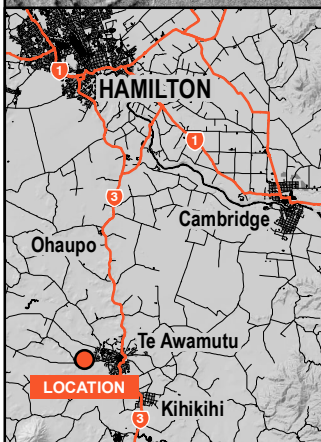 1
HAMILTON
1
3
Cambridge
Ohaupo
Te Awamutu
LOCATION
Kihikihi
3